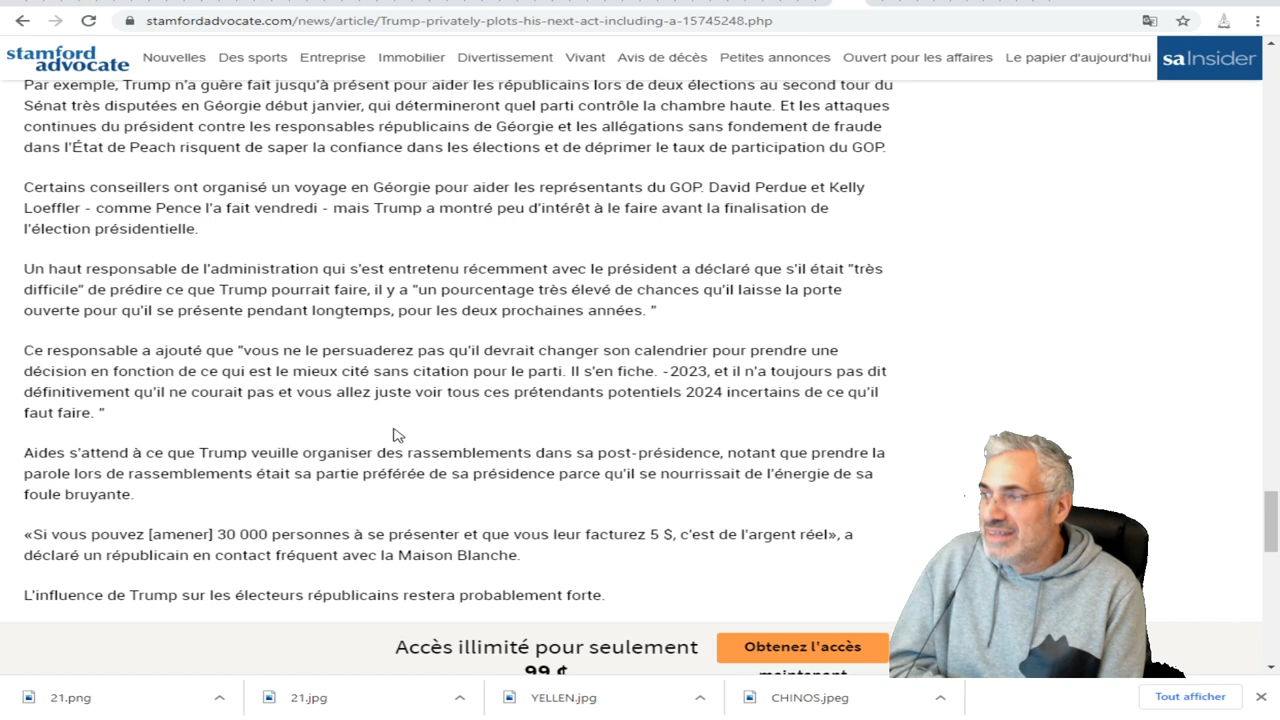 stamfordadvocate.com/news/article/Trump-privately-plots-his-next-act-including-a-15745248.php
stamford
advocate
Nouvelles Des sports Entreprise Immobilier Divertissement Vivant Avis de décès Petites annonces Ouvert pour les affaires Le papier d'aujourd'hui saInsider
Par exemple, Trump n'a guère fait jusqu'à présent pour aider les républicains lors de deux élections au second tour du
Sénat très disputées en Géorgie début janvier, qui détermineront quel parti contrôle la chambre haute. Et les attaques
continues du président contre les responsables républicains de Géorgie et les allégations sans fondement de fraude
dans l'État de Peach risquent de saper la confiance dans les élections et de déprimer le taux de participation du GOP.
Certains conseillers ont organisé un voyage en Géorgie pour aider les représentants du GOP. David Perdue et Kelly
Loeffler - comme Pence l'a fait vendredi - mais Trump a montré peu d'intérêt à le faire avant la finalisation de
l'élection présidentielle.
Un haut responsable de l'administration qui s'est entretenu récemment avec le président a déclaré que s'il était "très
difficile" de prédire ce que Trump pourrait faire, il y a "un pourcentage très élevé de chances qu'il laisse la porte
ouverte pour qu'il se présente pendant longtemps, pour les deux prochaines années. "
Ce responsable a ajouté que "vous ne le persuaderez pas qu'il devrait changer son calendrier pour prendre une
décision en fonction de ce qui est le mieux cité sans citation pour le parti. Il s'en fiche. -2023, et il n'a toujours pas dit
définitivement qu'il ne courait pas et vous allez juste voir tous ces prétendants potentiels 2024 incertains de ce qu'il
faut faire. "
Aides s'attend à ce que Trump veuille organiser des rassemblements dans sa post-présidence, notant que prendre la
parole lors de rassemblements était sa partie préférée de sa présidence parce qu'il se nourrissait de l'énergie de sa
foule bruyante.
«Si vous pouvez [amener] 30 000 personnes à se présenter et que vous leur facturez 5 $, c'est de l'argent réel», a
déclaré un républicain en contact fréquent avec la Maison Blanche.
L'influence de Trump sur les électeurs républicains restera probablement forte.
Accès illimité pour seulement
99 ¢
Obtenez l'accès
maintenant
21.png 21.jpg YELLEN.jpg CHINOS.jpeg Tout afficher